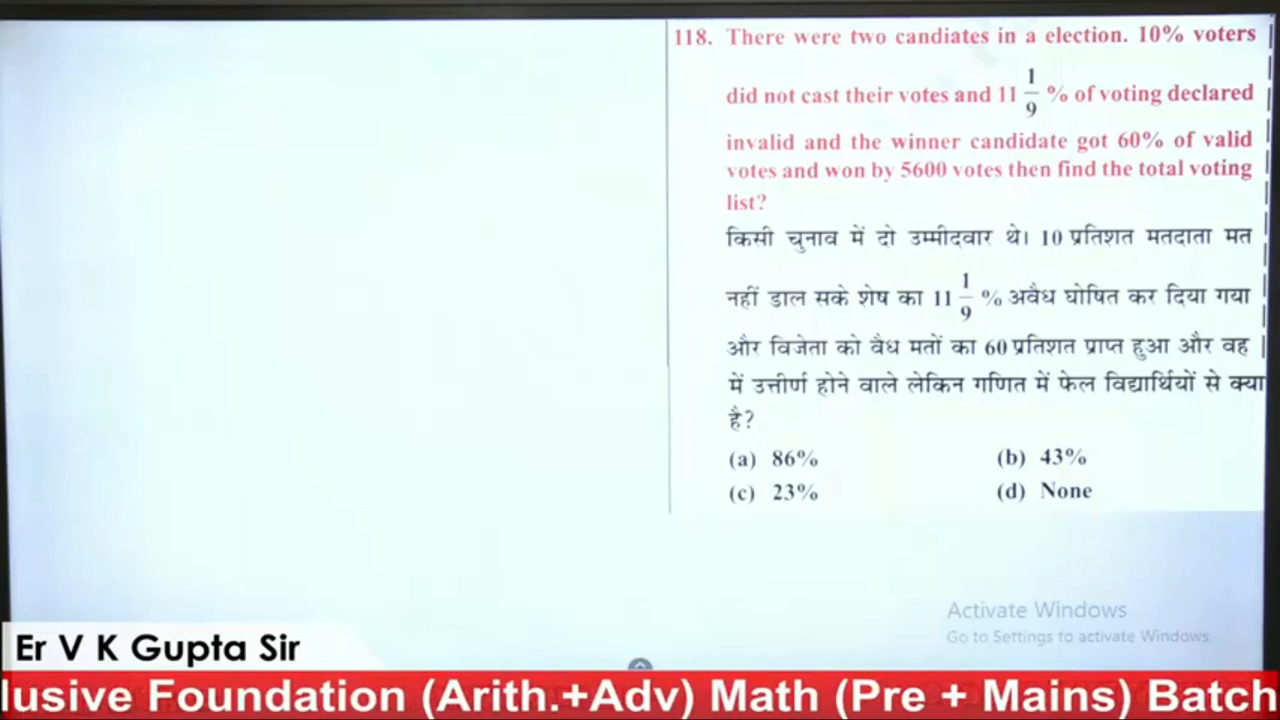 118. There were two candiates in a election. 10% voters
did not cast their votes and 11 1/9 % of voting declared
invalid and the winner candidate got 60% of valid
votes and won by 5600 votes then find the total voting
list?
किसी चुनाव में दो उम्मीदवार थे। 10 प्रतिशत मतदाता मत
नहीं डाल सके शेष का 11 1/9 % अवैध घोषित कर दिया गया
और विजेता को वैध मतों का 60 प्रतिशत प्राप्त हुआ और वह
में उत्तीर्ण होने वाले लेकिन गणित में फेल विद्यार्थियों से क्या
है?
(a) 86% (b) 43%
(c) 23% (d) None
Activate Windows
Go to Settings to activate Windows
Er V K Gupta Sir
lusive Foundation (Arith.+Adv) Math (Pre + Mains) Batch